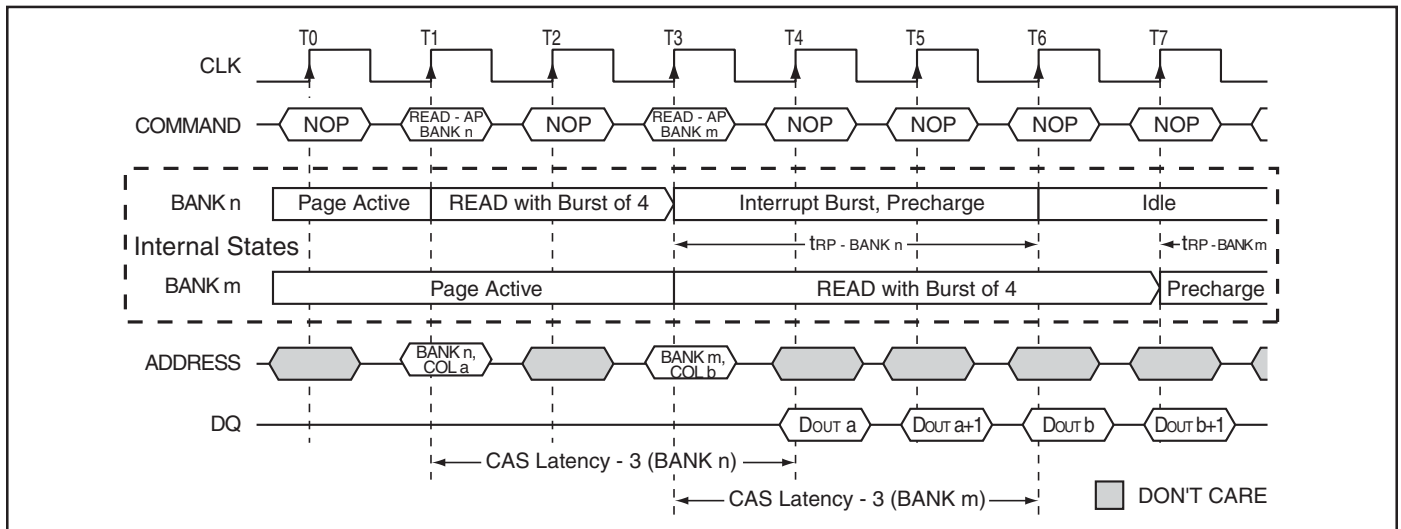 T0 T1 T2 T3 T4 T5 T6 T7
CLK
COMMAND NOP READ - AP BANK n NOP READ - AP BANK m NOP NOP NOP NOP
BANK n Page Active READ with Burst of 4 Interrupt Burst, Precharge Idle
Internal States tRP - BANK n tRP - BANK m
BANK m Page Active READ with Burst of 4 Precharge
ADDRESS BANK n, COL a BANK m, COL b
DQ DOUT a DOUT a+1 DOUT b DOUT b+1
CAS Latency - 3 (BANK n)
CAS Latency - 3 (BANK m) DON'T CARE